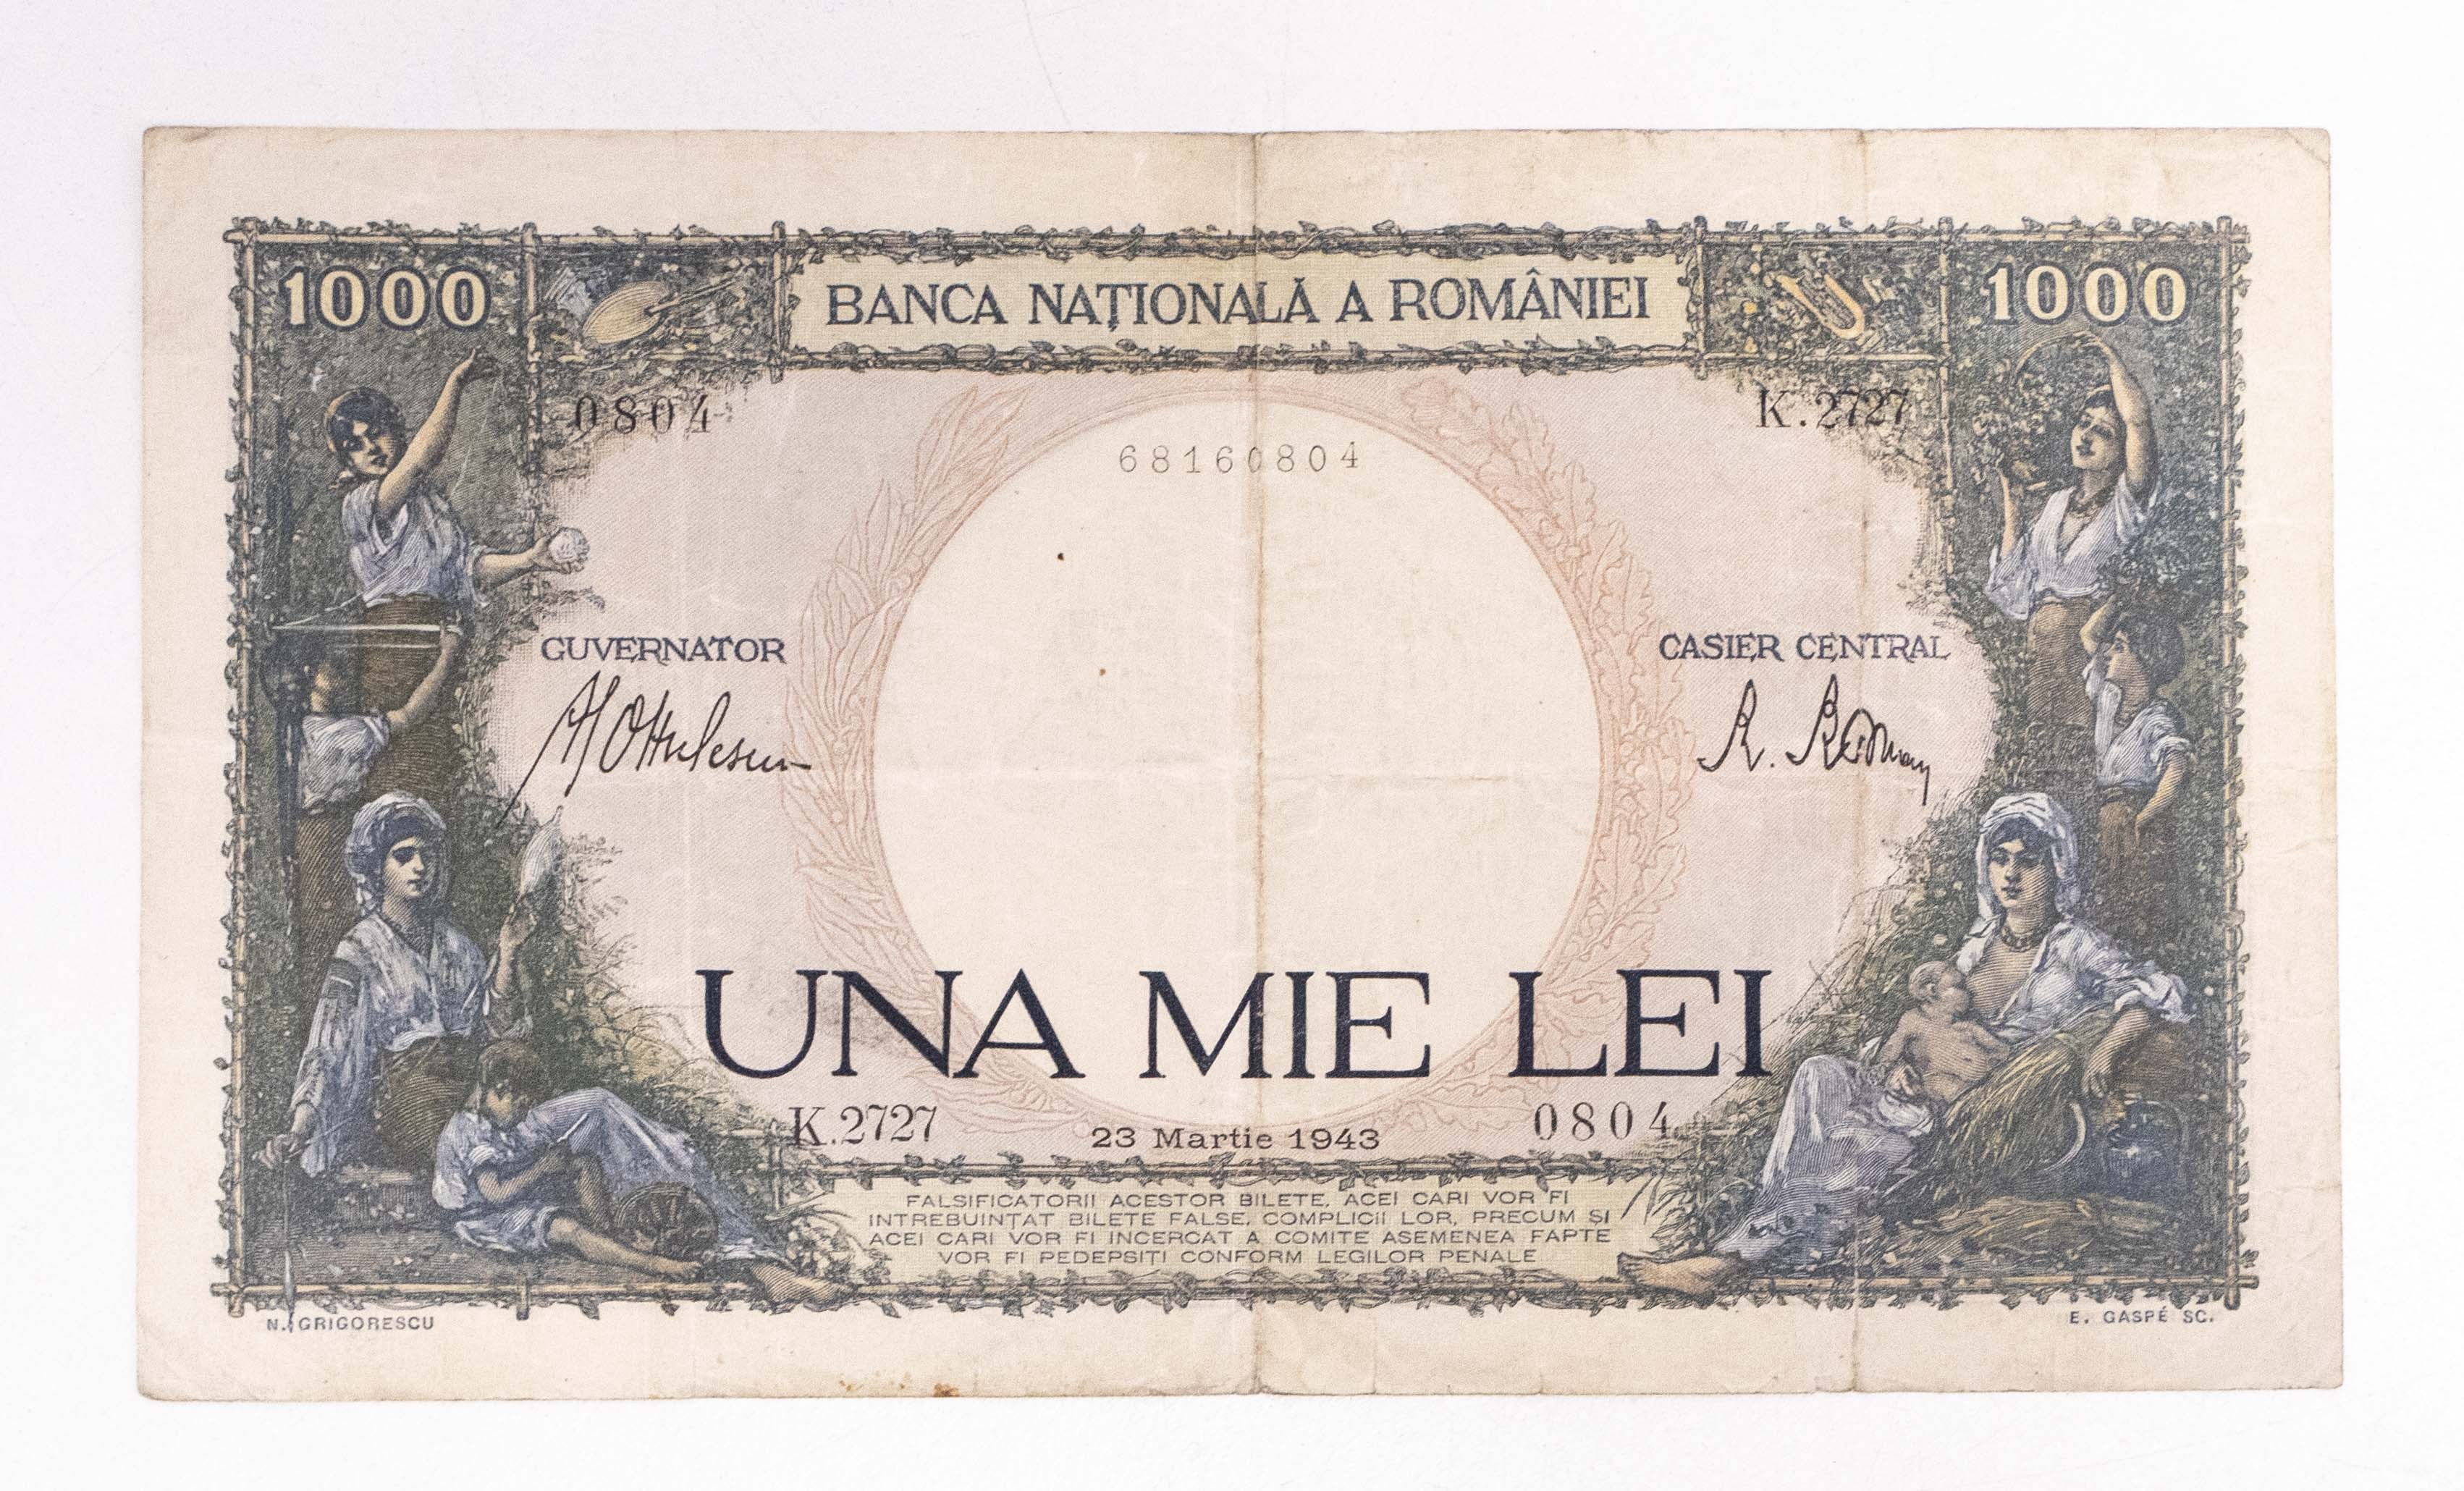 1000
BANCA NAȚIONALĂ A ROMÂNIEI
1000
0804
K.2727
68160804
GUVERNATOR
CASIER CENTRAL
UNA MIE LEI
K.2727
23 Martie 1943
0804
FALSIFICATORII ACESTOR BILETE, ACEI CARI VOR FI
INTREBUINȚAT BILETE FALSE, COMPLICII LOR, PRECUM ȘI
ACEI CARI VOR FI INCERCAT A COMITE ASEMENEA FAPTE
VOR FI PEDEPSIȚI CONFORM LEGILOR PENALE
N. GRIGORESCU
E. GASPÉ SC.